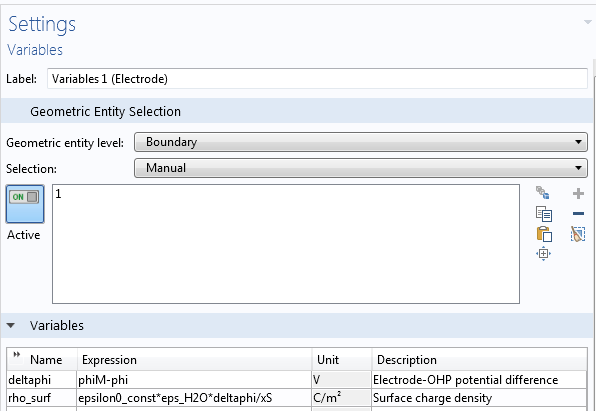 Settings
Variables
Label: Variables 1 (Electrode)
Geometric Entity Selection
Geometric entity level: Boundary
Selection: Manual
ON 1
Active
Variables
Name Expression Unit Description
deltaphi phiM-phi V Electrode-OHP potential difference
rho_surf epsilon0_const*eps_H2O*deltaphi/xS C/m² Surface charge density